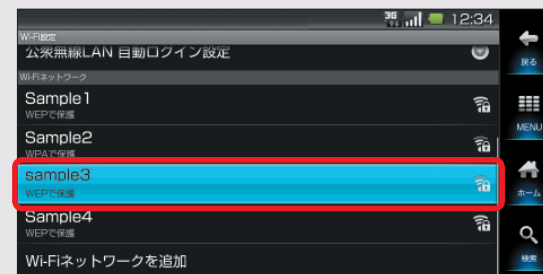 3G 12:34
Wi-Fi設定
公衆無線LAN 自動ログイン設定
Wi-Fiネットワーク
Sample1
WEPで保護
Sample2
WPAで保護
sample3
WEPで保護
Sample4
WEPで保護
Wi-Fiネットワークを追加
戻る
MENU
ホーム
検索